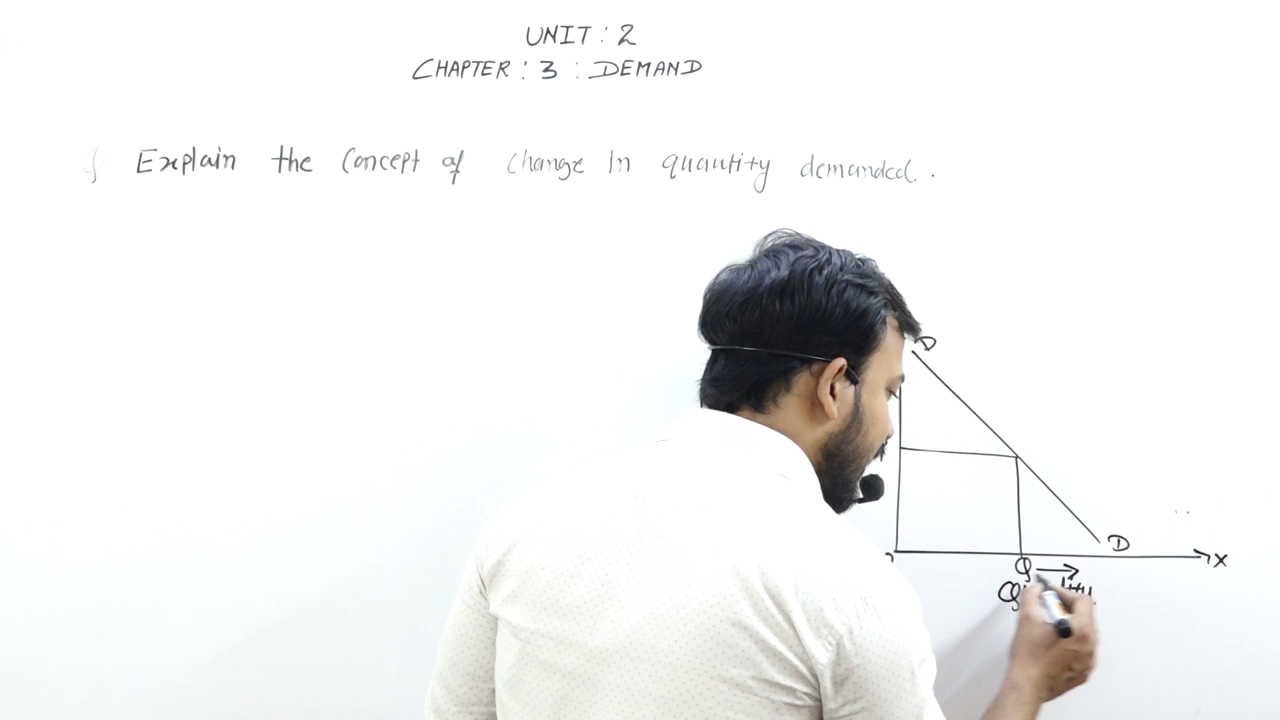 UNIT : 2
CHAPTER : 3 : DEMAND
Q Explain the Concept of change in quantity demanded.
D
D
X
Q